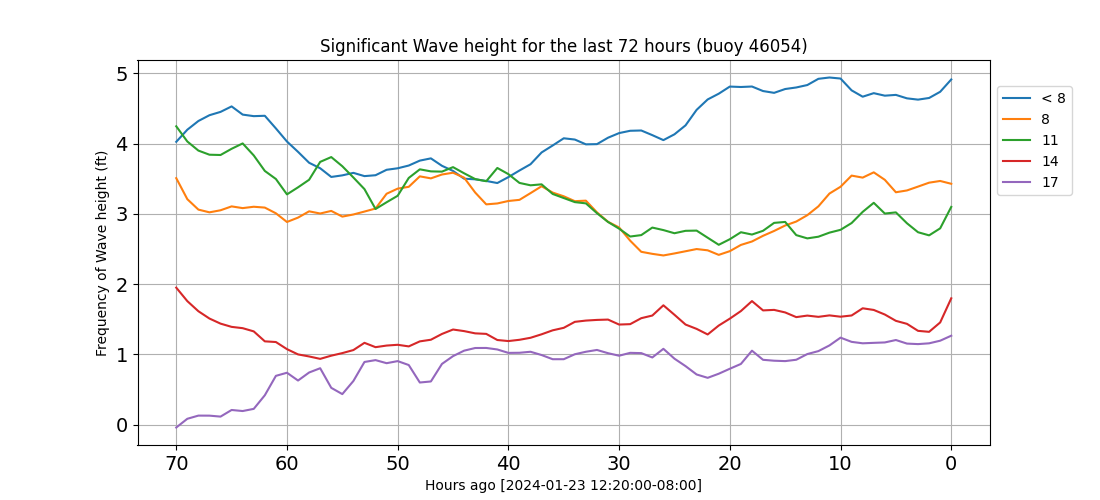 Significant Wave height for the last 72 hours (buoy 46054)
Frequency of Wave height (ft)
5
4
3
2
1
0
70 60 50 40 30 20 10 0
Hours ago [2024-01-23 12:20:00-08:00]
< 8
8
11
14
17